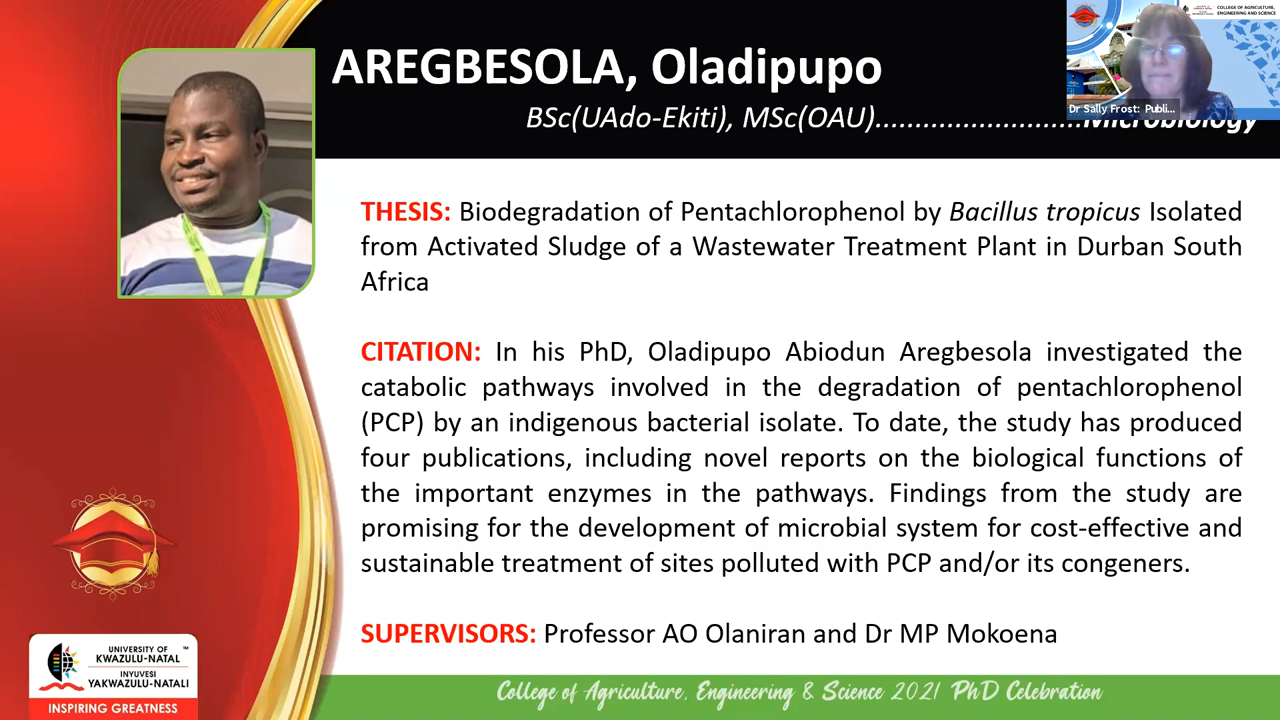 AREGBESOLA, Oladipupo
BSc(UAdo-Ekiti), MSc(OAU).........................Microbiology
COLLEGE OF AGRICULTURE,
ENGINEERING AND SCIENCE
Dr Sally Frost: Publi...
THESIS: Biodegradation of Pentachlorophenol by Bacillus tropicus Isolated
from Activated Sludge of a Wastewater Treatment Plant in Durban South
Africa
CITATION: In his PhD, Oladipupo Abiodun Aregbesola investigated the
catabolic pathways involved in the degradation of pentachlorophenol
(PCP) by an indigenous bacterial isolate. To date, the study has produced
four publications, including novel reports on the biological functions of
the important enzymes in the pathways. Findings from the study are
promising for the development of microbial system for cost-effective and
sustainable treatment of sites polluted with PCP and/or its congeners.
SUPERVISORS: Professor AO Olaniran and Dr MP Mokoena
UNIVERSITY OF ™
KWAZULU-NATAL
INYUVESI
YAKWAZULU-NATALI
INSPIRING GREATNESS
College of Agriculture, Engineering & Science 2021 PhD Celebration